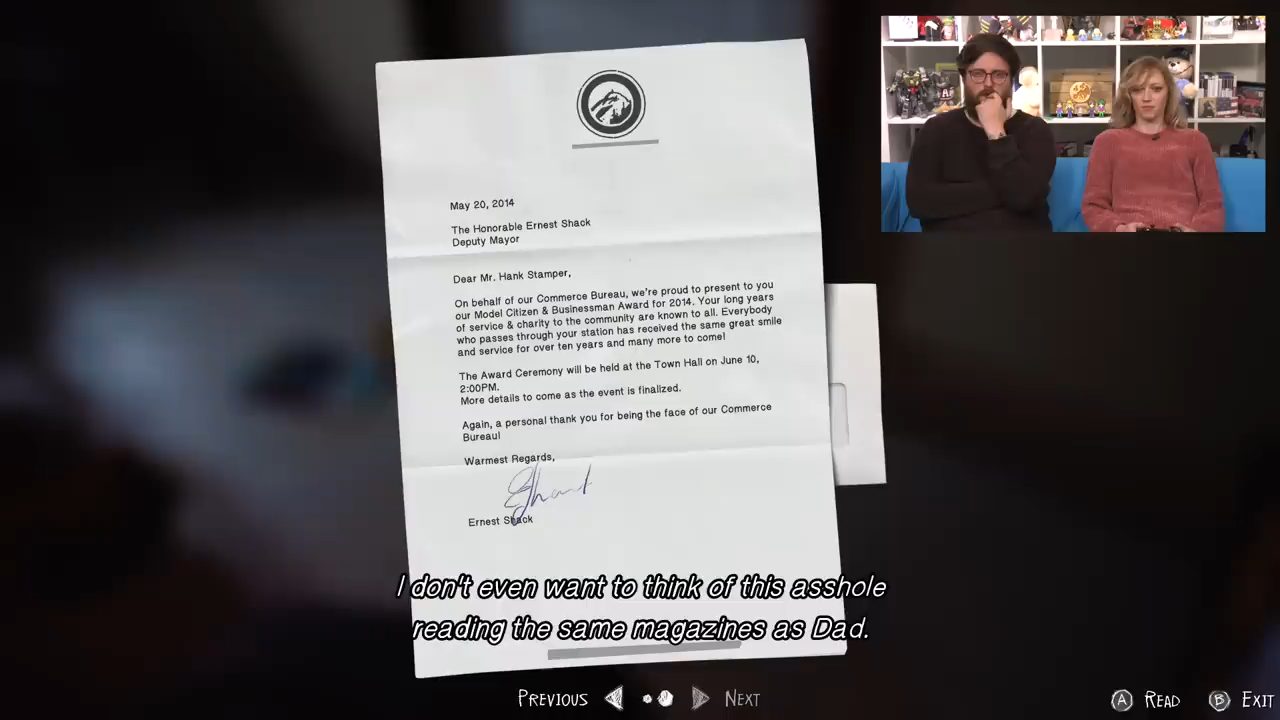 May 20, 2014
The Honorable Ernest Shack
Deputy Mayor
Dear Mr. Hank Stamper,
On behalf of our Commerce Bureau, we're proud to present to you
our Model Citizen & Businessman Award for 2014. Your long years
of service & charity to the community are known to all. Everybody
who passes through your station has received the same great smile
and service for over ten years and many more to come!
The Award Ceremony will be held at the Town Hall on June 10,
2:00PM.
More details to come as the event is finalized.
Again, a personal thank you for being the face of our Commerce
Bureau!
Warmest Regards,
Ernest Shack
I don't even want to think of this asshole
reading the same magazines as Dad.
PREVIOUS NEXT
A READ B EXIT